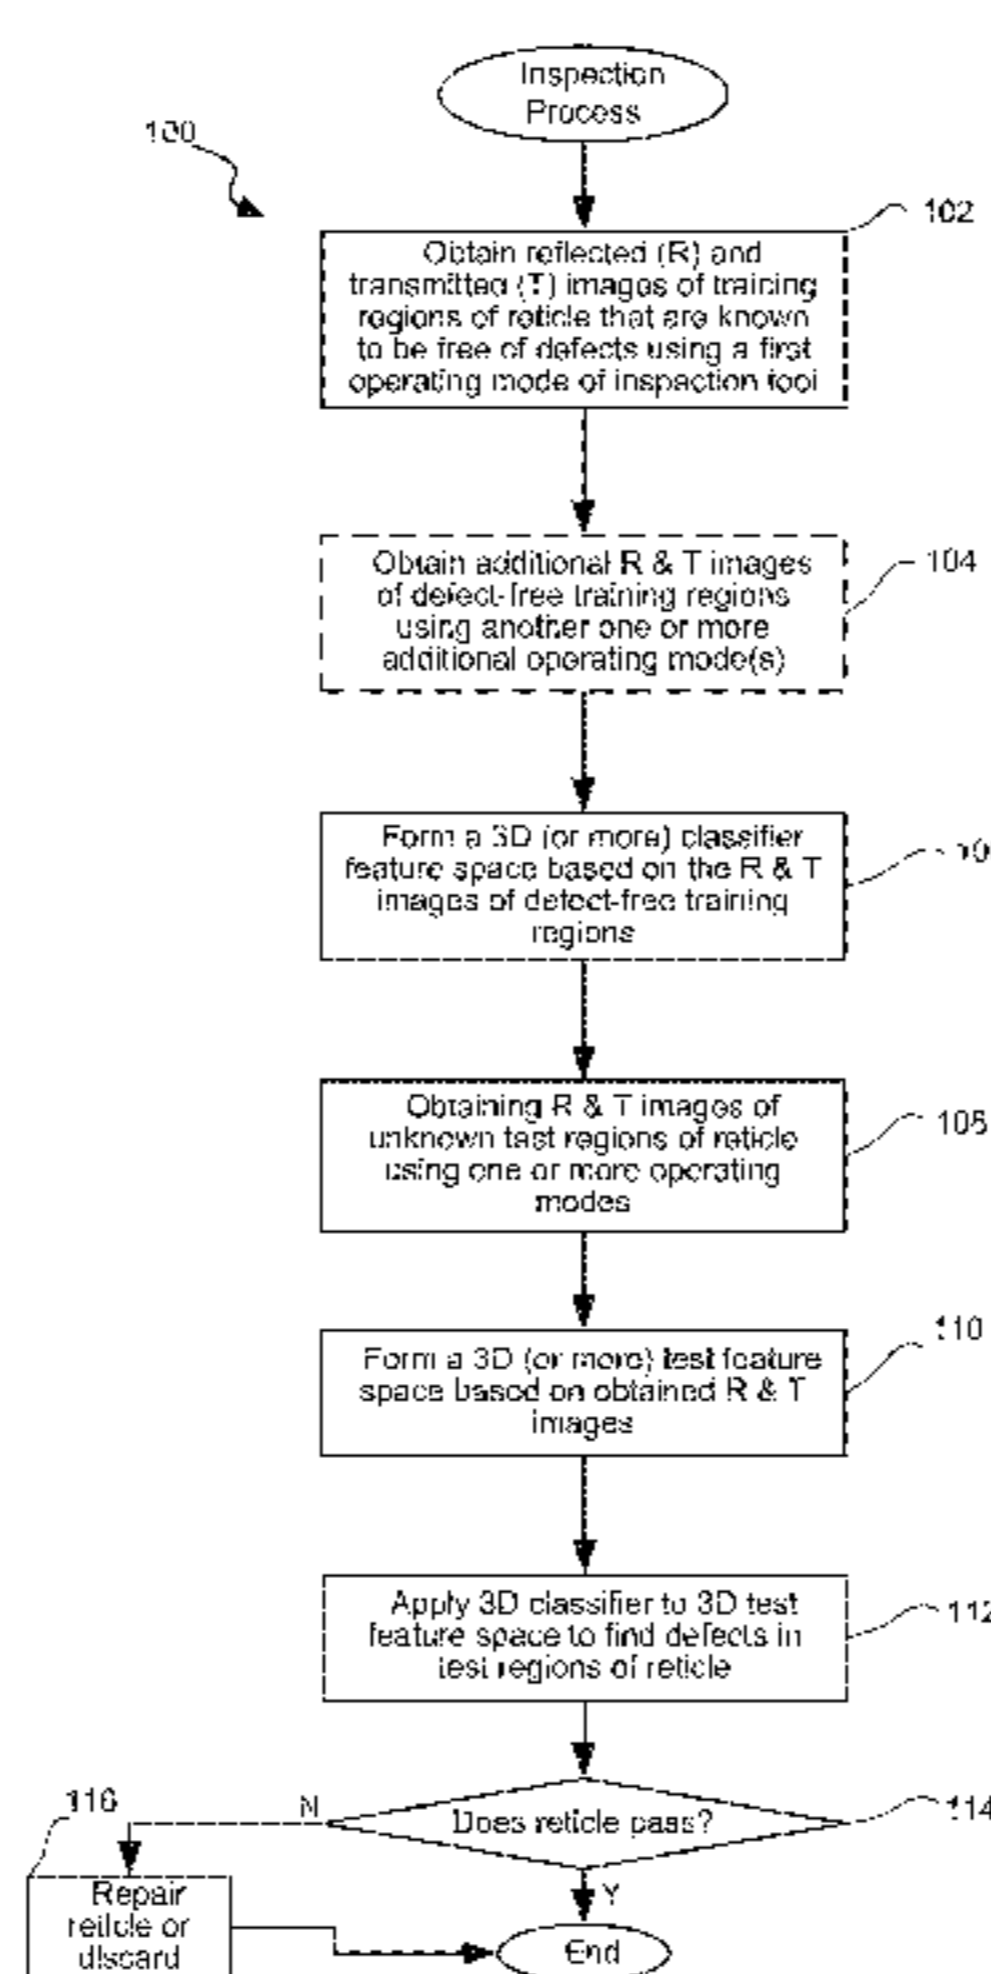 Inspection
Process
100
102
Obtain reflected (R) and
transmitted (T) images of training
regions of reticle that are known
to be free of defects using a first
operating mode of inspection tool
104
Obtain additional R & T images
of defect-free training regions
using another one or more
additional operating mode(s)
10
Form a 3D (or more) classifier
feature space based on the R & T
images of defect-free training
regions
108
Obtaining R & T images of
unknown test regions of reticle
using one or more operating
modes
110
Form a 3D (or more) test feature
space based on obtained R & T
images
112
Apply 3D classifier to 3D test
feature space to find defects in
test regions of reticle
116
N
Does reticle pass?
114
Y
Repair
reticle or
discard
End